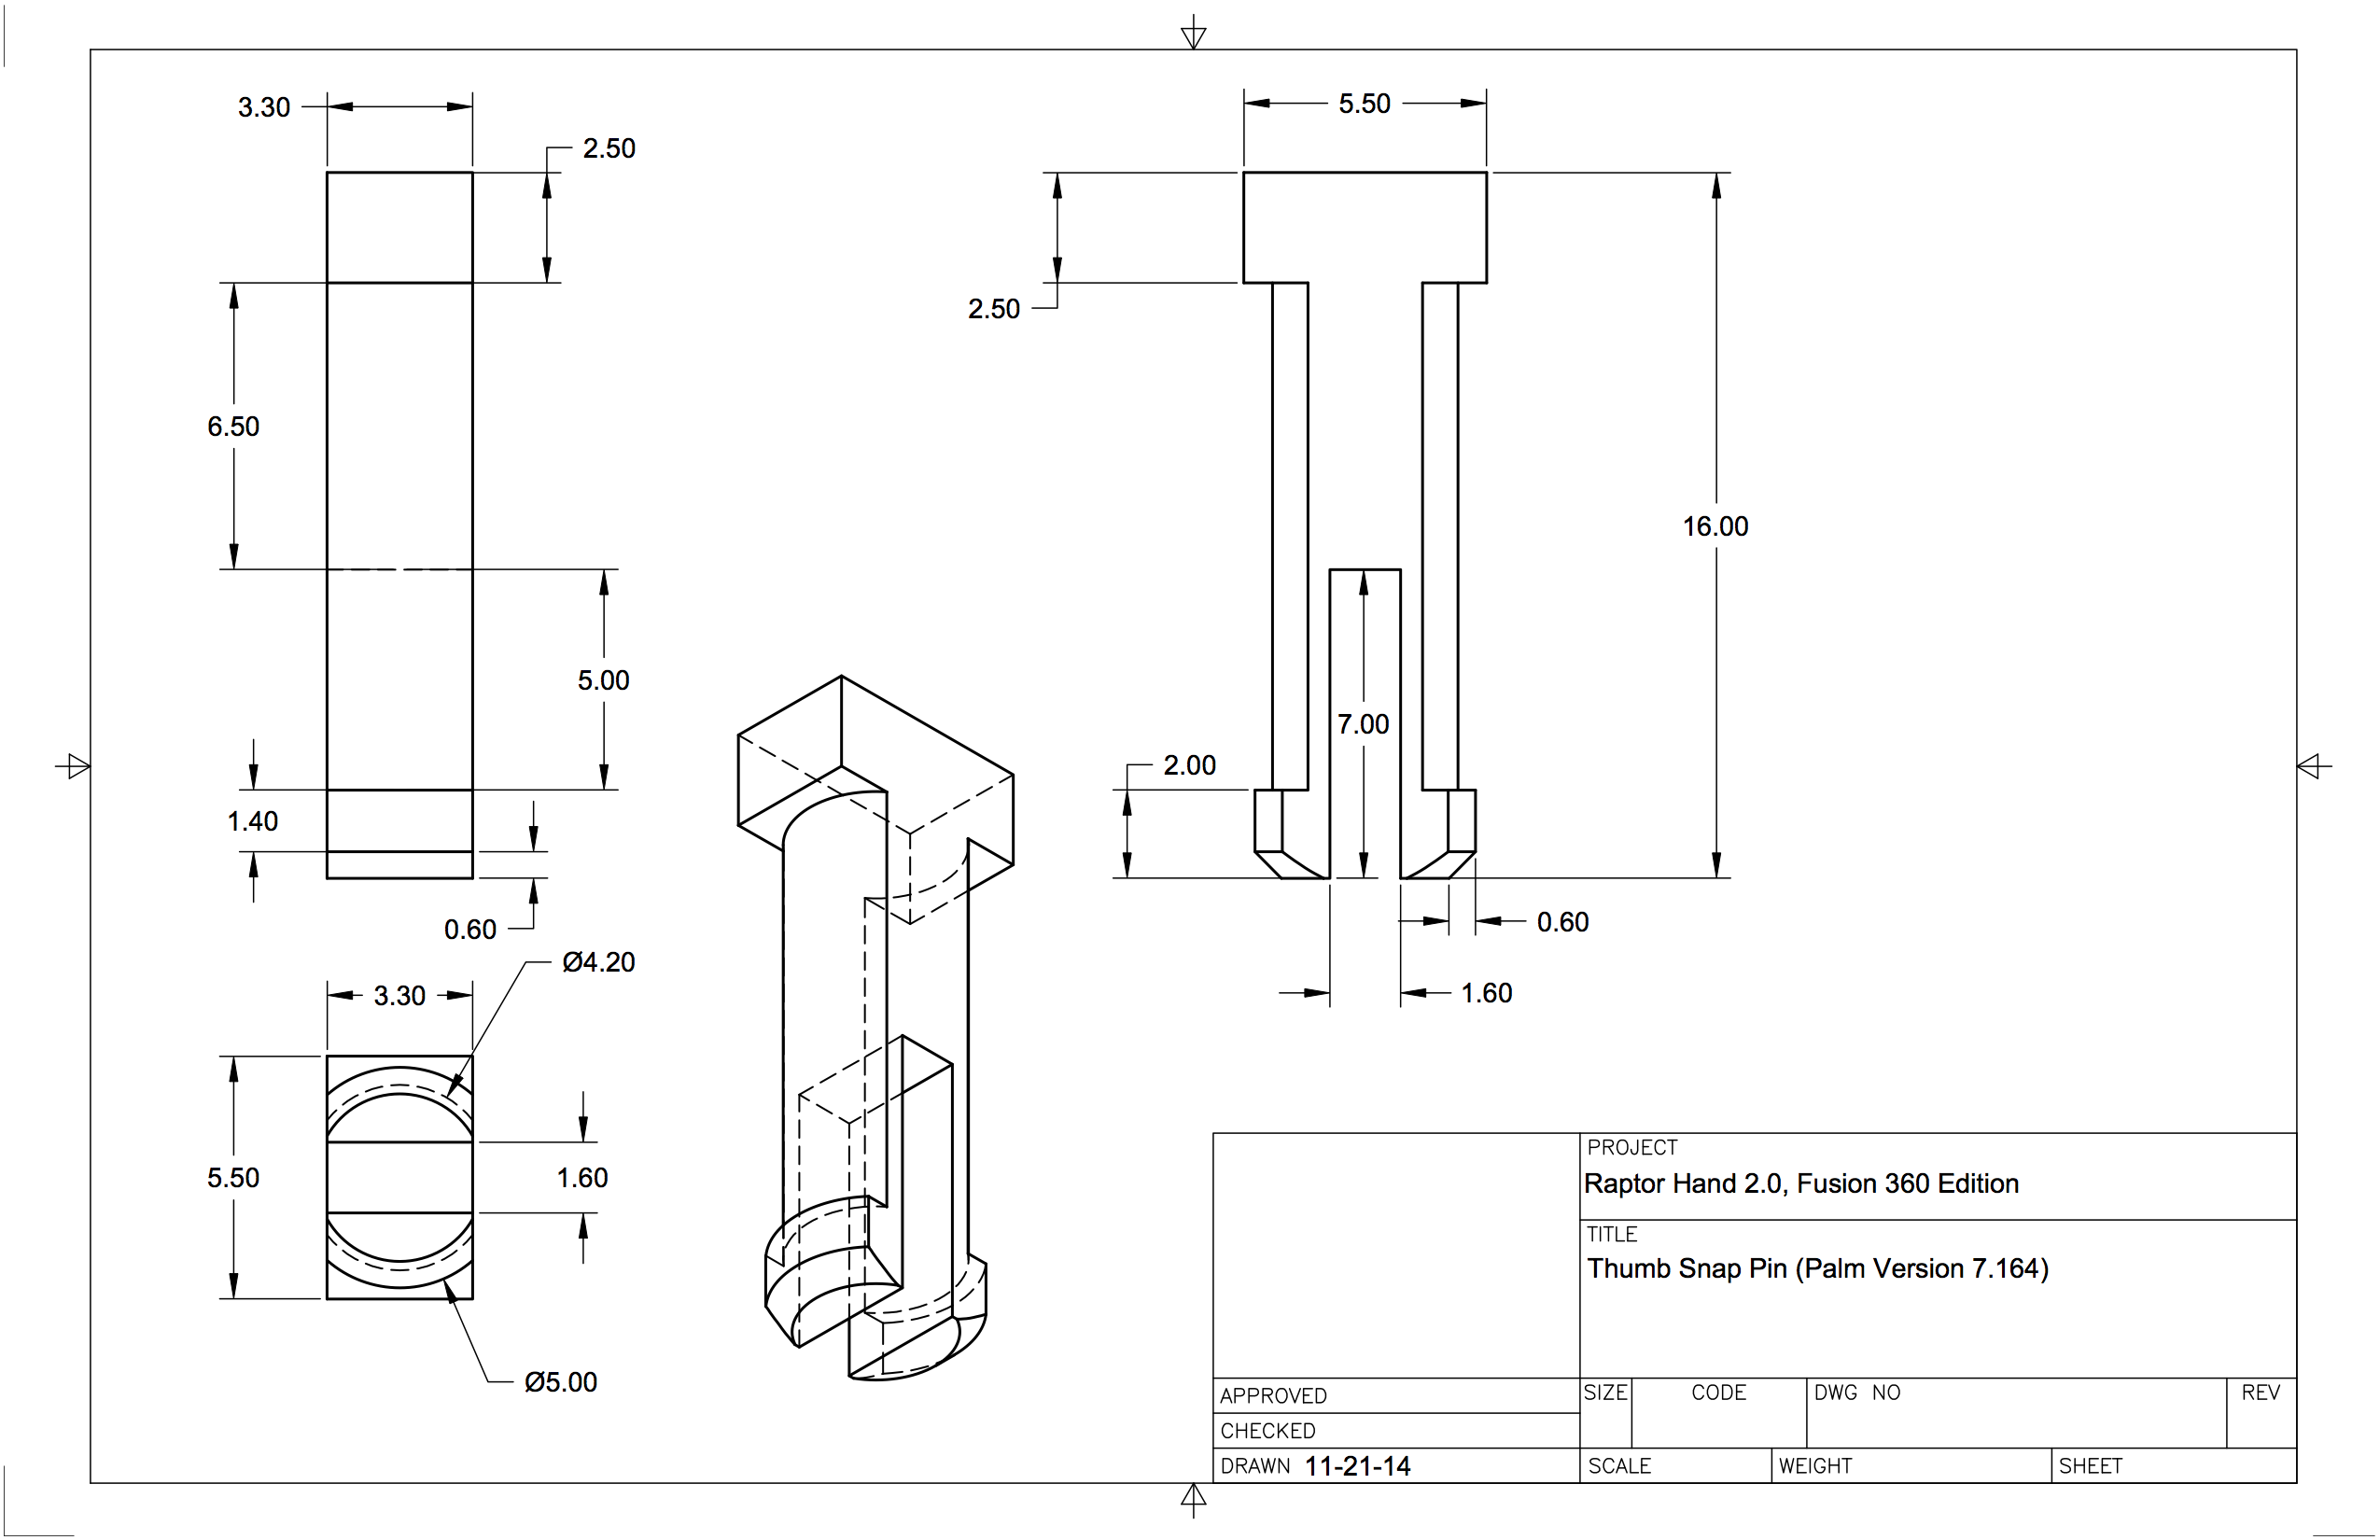 3.30
2.50
6.50
5.00
1.40
0.60
5.50
2.50
16.00
7.00
2.00
0.60
1.60
Ø4.20
3.30
5.50
1.60
Ø5.00
PROJECT
Raptor Hand 2.0, Fusion 360 Edition
TITLE
Thumb Snap Pin (Palm Version 7.164)
APPROVED
CHECKED
DRAWN 11-21-14
SIZE CODE DWG NO REV
SCALE WEIGHT SHEET